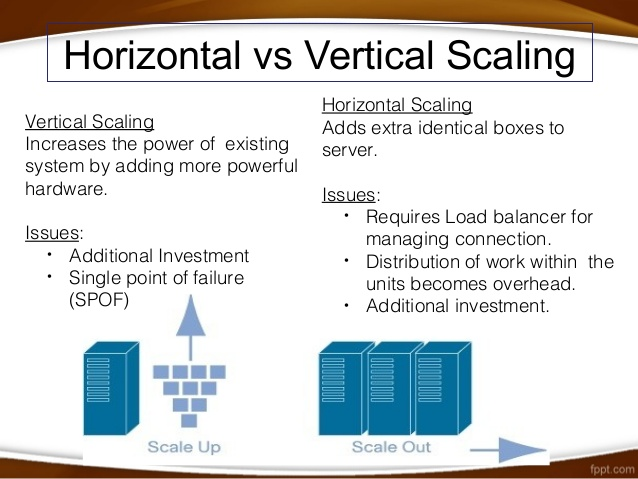 Horizontal vs Vertical Scaling
Vertical Scaling
Increases the power of existing
system by adding more powerful
hardware.
Issues:
• Additional Investment
• Single point of failure
(SPOF)
Horizontal Scaling
Adds extra identical boxes to
server.
Issues:
• Requires Load balancer for
managing connection.
• Distribution of work within the
units becomes overhead.
• Additional investment.
Scale Up
Scale Out
fppt.com